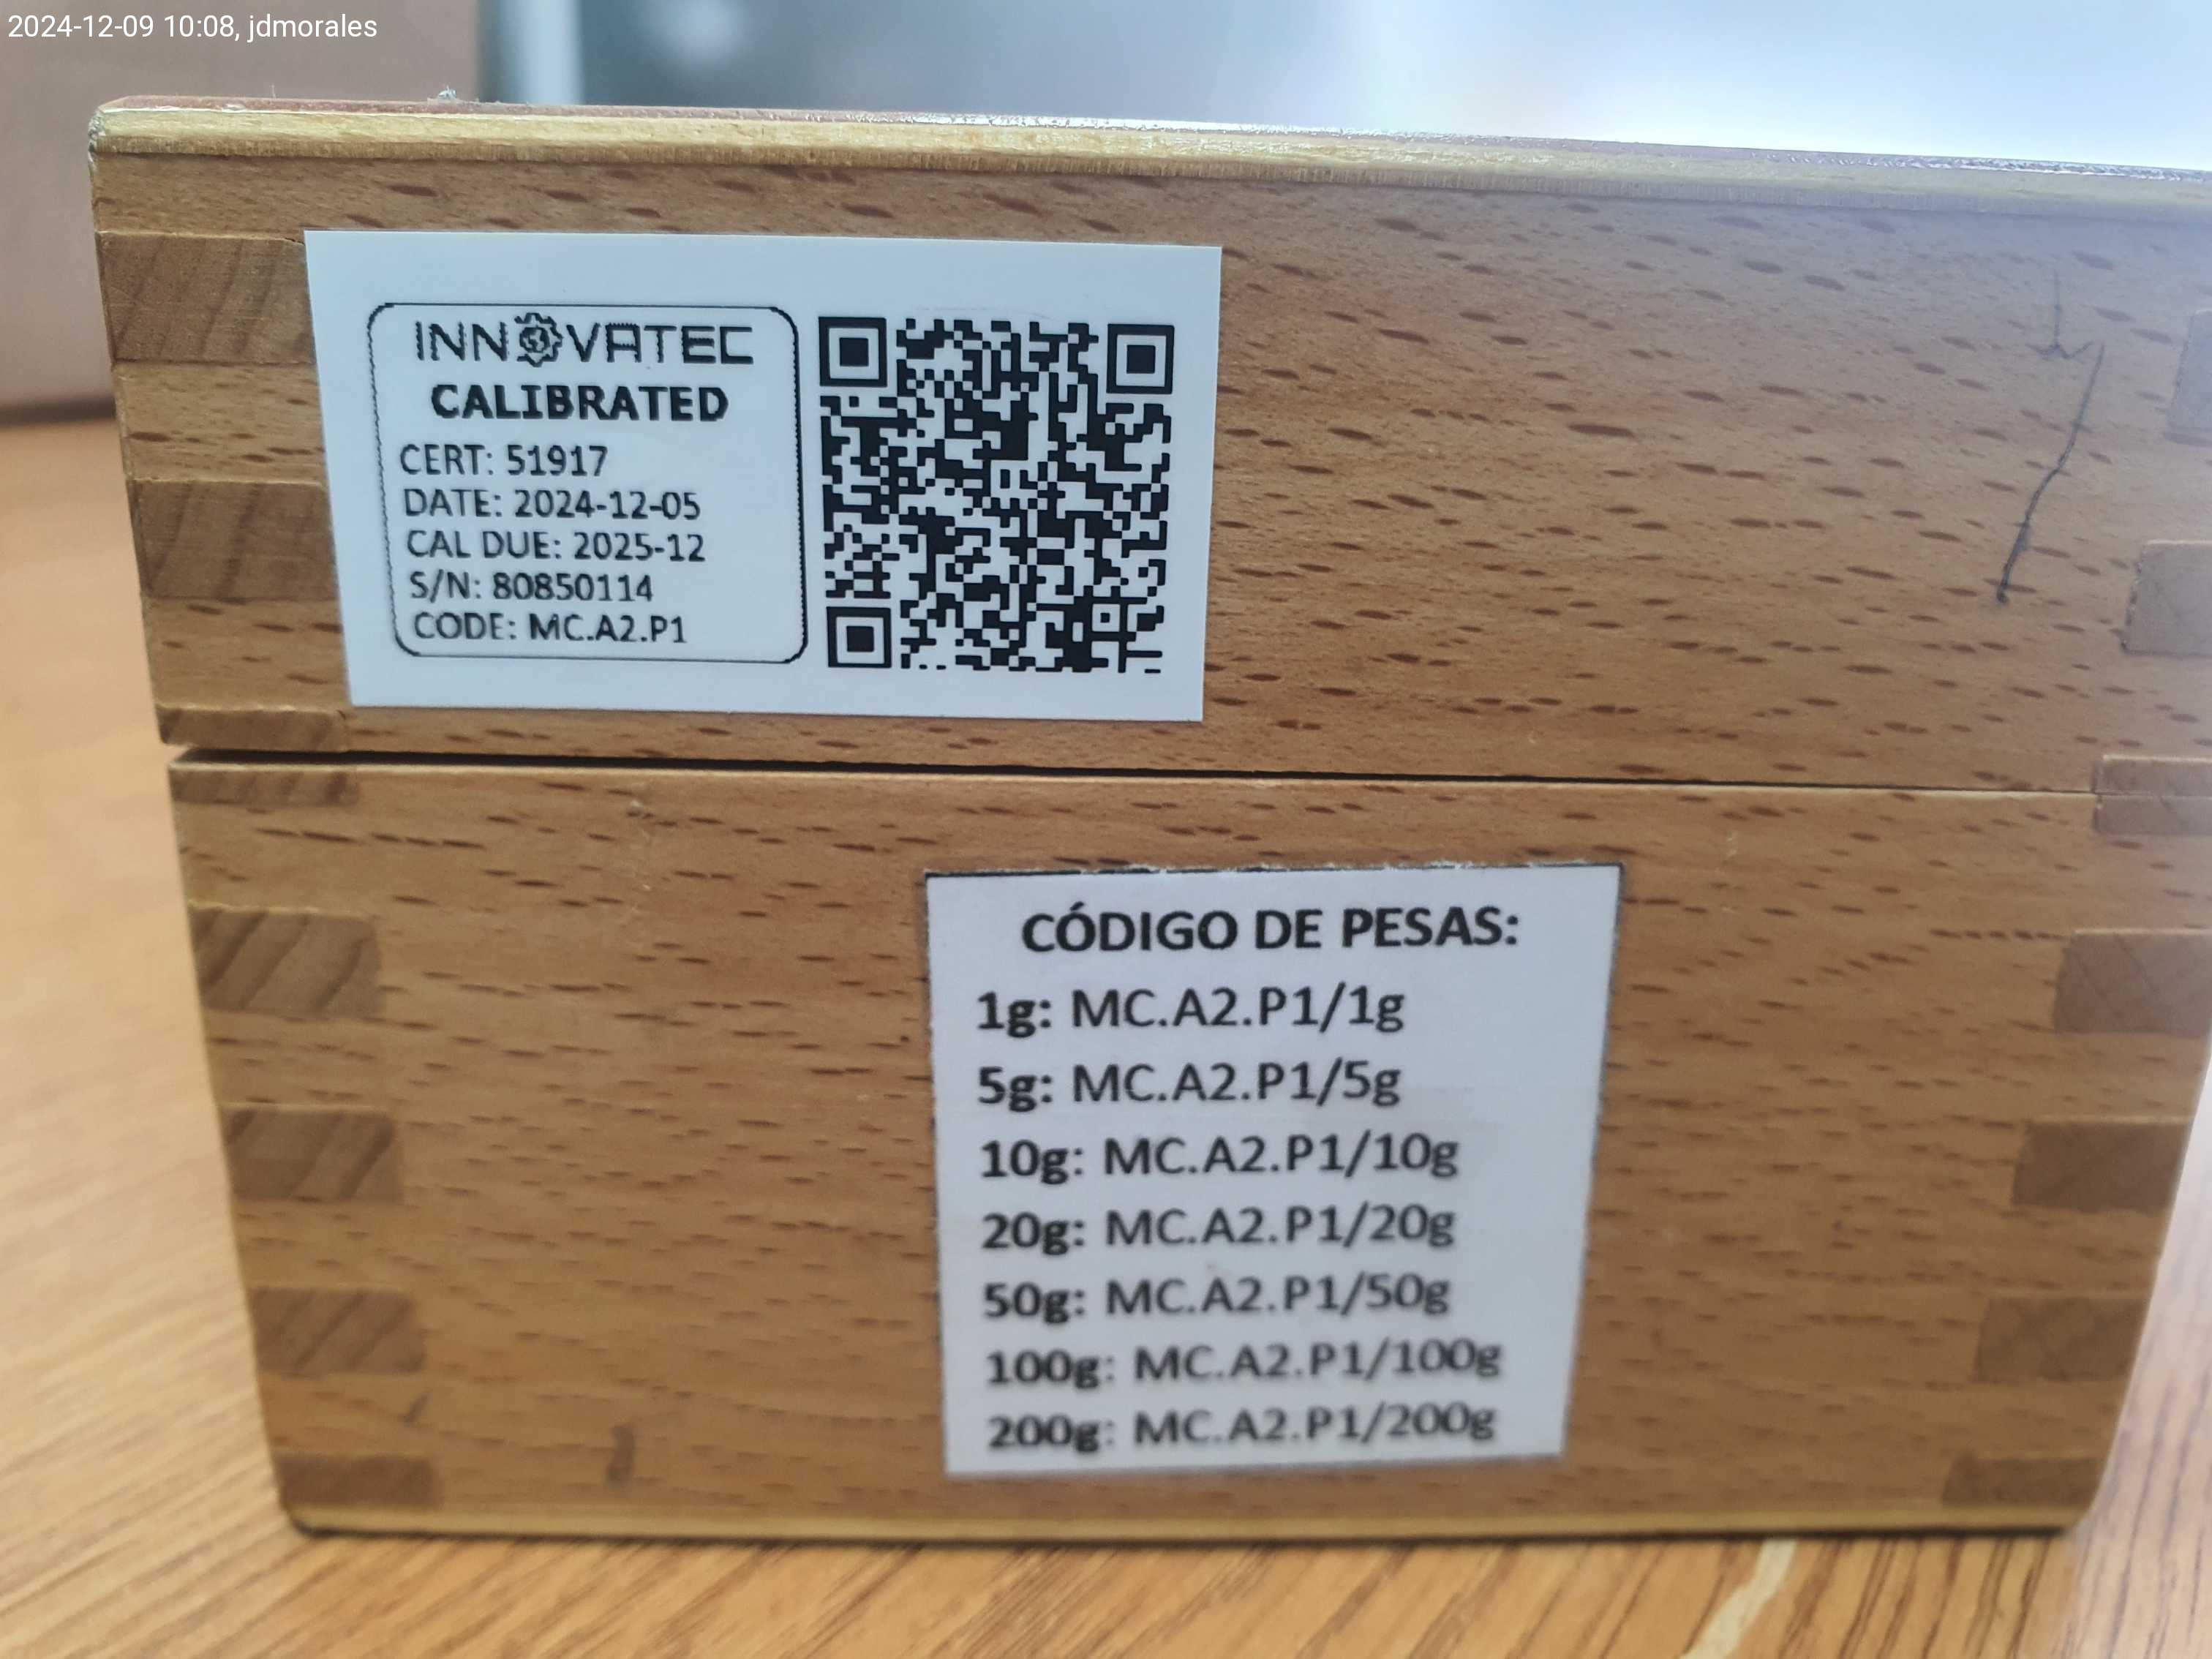 2024-12-09 10:08, jdmorales
INNOVATEC
CALIBRATED
CERT: 51917
DATE: 2024-12-05
CAL DUE: 2025-12
S/N: 80850114
CODE: MC.A2.P1
CÓDIGO DE PESAS:
1g: MC.A2.P1/1g
5g: MC.A2.P1/5g
10g: MC.A2.P1/10g
20g: MC.A2.P1/20g
50g: MC.A2.P1/50g
100g: MC.A2.P1/100g
200g: MC.A2.P1/200g